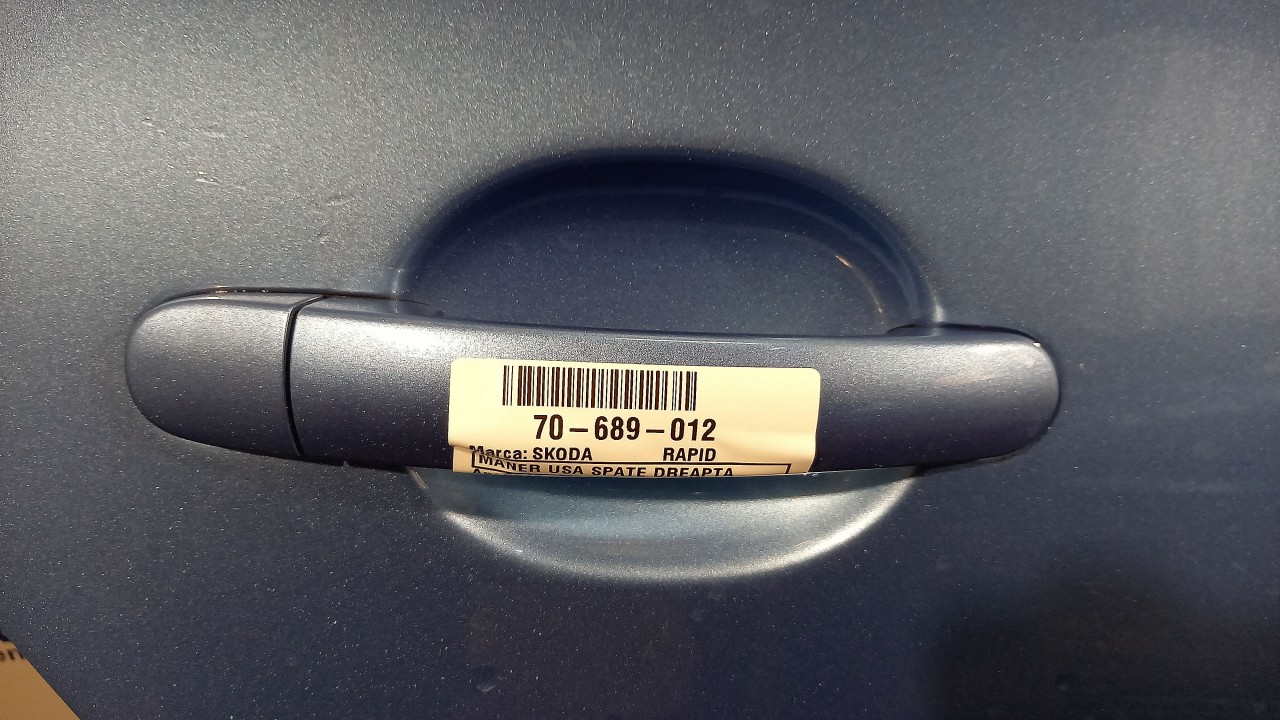 70-689-012
Marca: SKODA RAPID
MANER USA SPATE DREAPTA